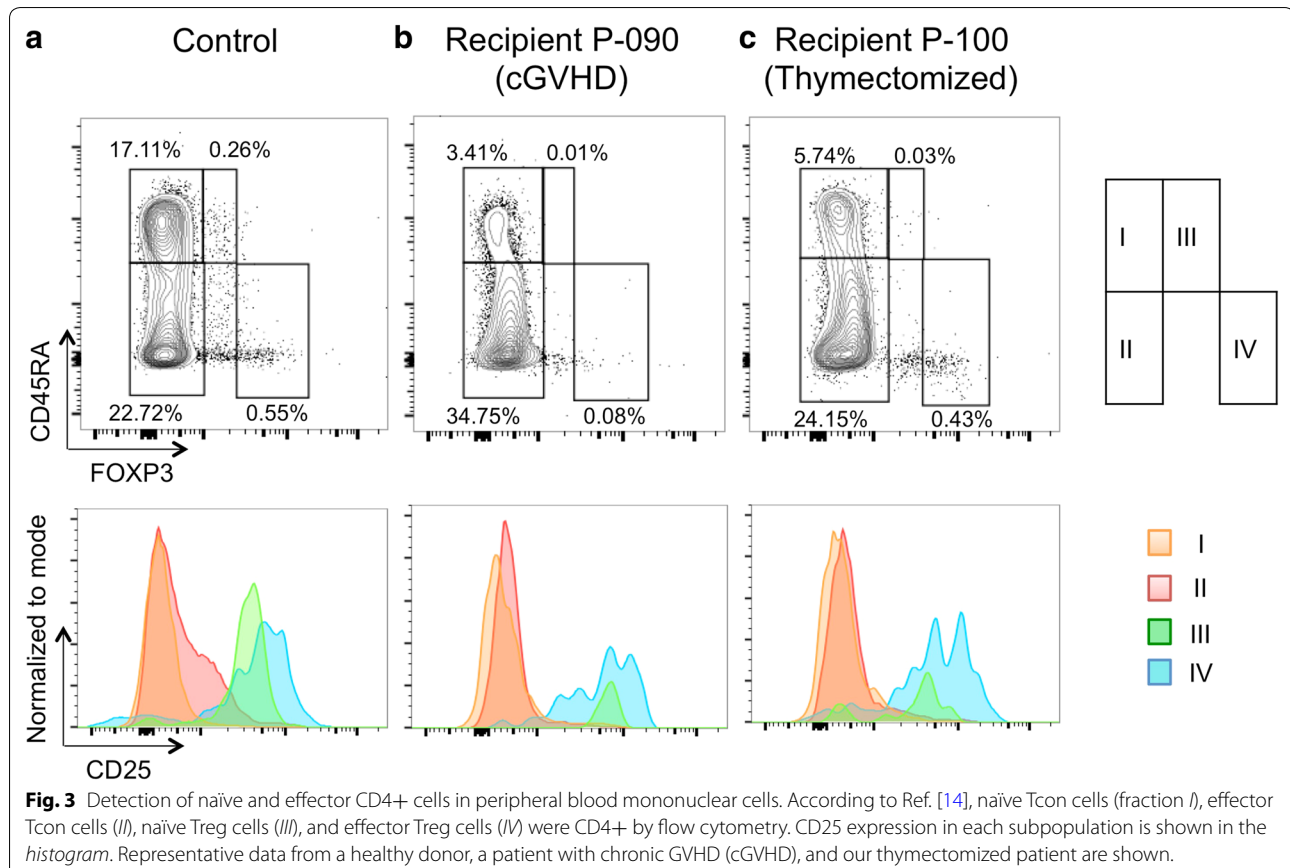 a Control
b Recipient P-090
(cGVHD)
c Recipient P-100
(Thymectomized)
17.11% 0.26%
3.41% 0.01%
5.74% 0.03%
I III
II IV
22.72% 0.55%
34.75% 0.08%
24.15% 0.43%
CD45RA
FOXP3
Normalized to mode
CD25
I
II
III
IV
Fig. 3 Detection of naïve and effector CD4+ cells in peripheral blood mononuclear cells. According to Ref. [14], naïve Tcon cells (fraction I), effector
Tcon cells (II), naïve Treg cells (III), and effector Treg cells (IV) were CD4+ by flow cytometry. CD25 expression in each subpopulation is shown in the
histogram. Representative data from a healthy donor, a patient with chronic GVHD (cGVHD), and our thymectomized patient are shown.